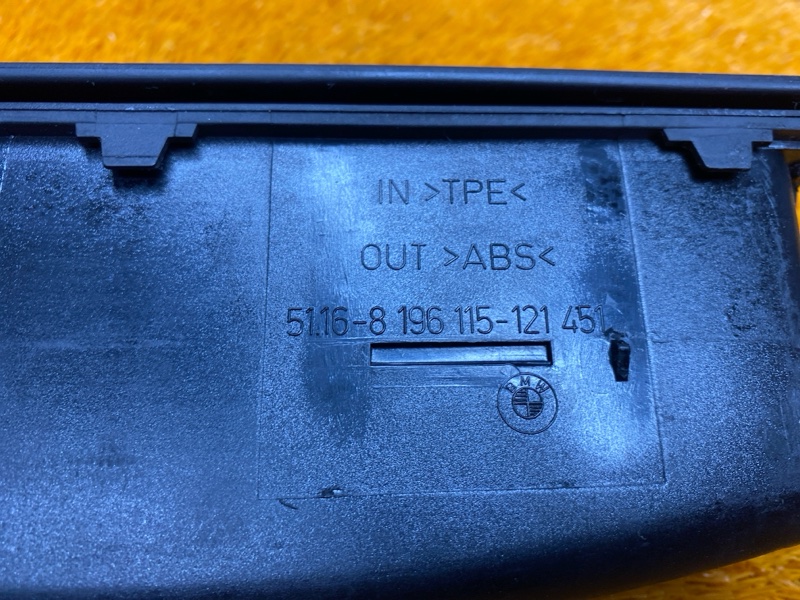 IN >TPE<
OUT >ABS<
51.16-8 196 115-121 451
BMW